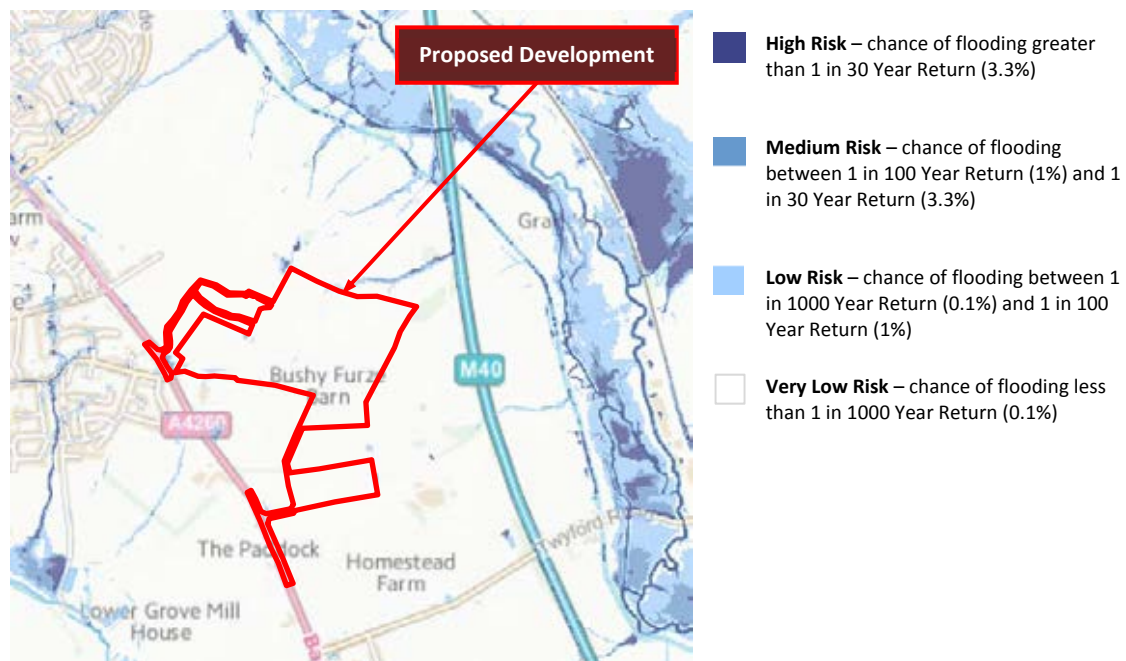 Proposed Development
arm
M40
Bushy Furze
Barn
A4260
The Paddock
Homestead
Farm
Lower Grove Mill
House
Twyford Road
Ba
High Risk – chance of flooding greater
than 1 in 30 Year Return (3.3%)
Medium Risk – chance of flooding
between 1 in 100 Year Return (1%) and 1
in 30 Year Return (3.3%)
Low Risk – chance of flooding between 1
in 1000 Year Return (0.1%) and 1 in 100
Year Return (1%)
Very Low Risk – chance of flooding less
than 1 in 1000 Year Return (0.1%)